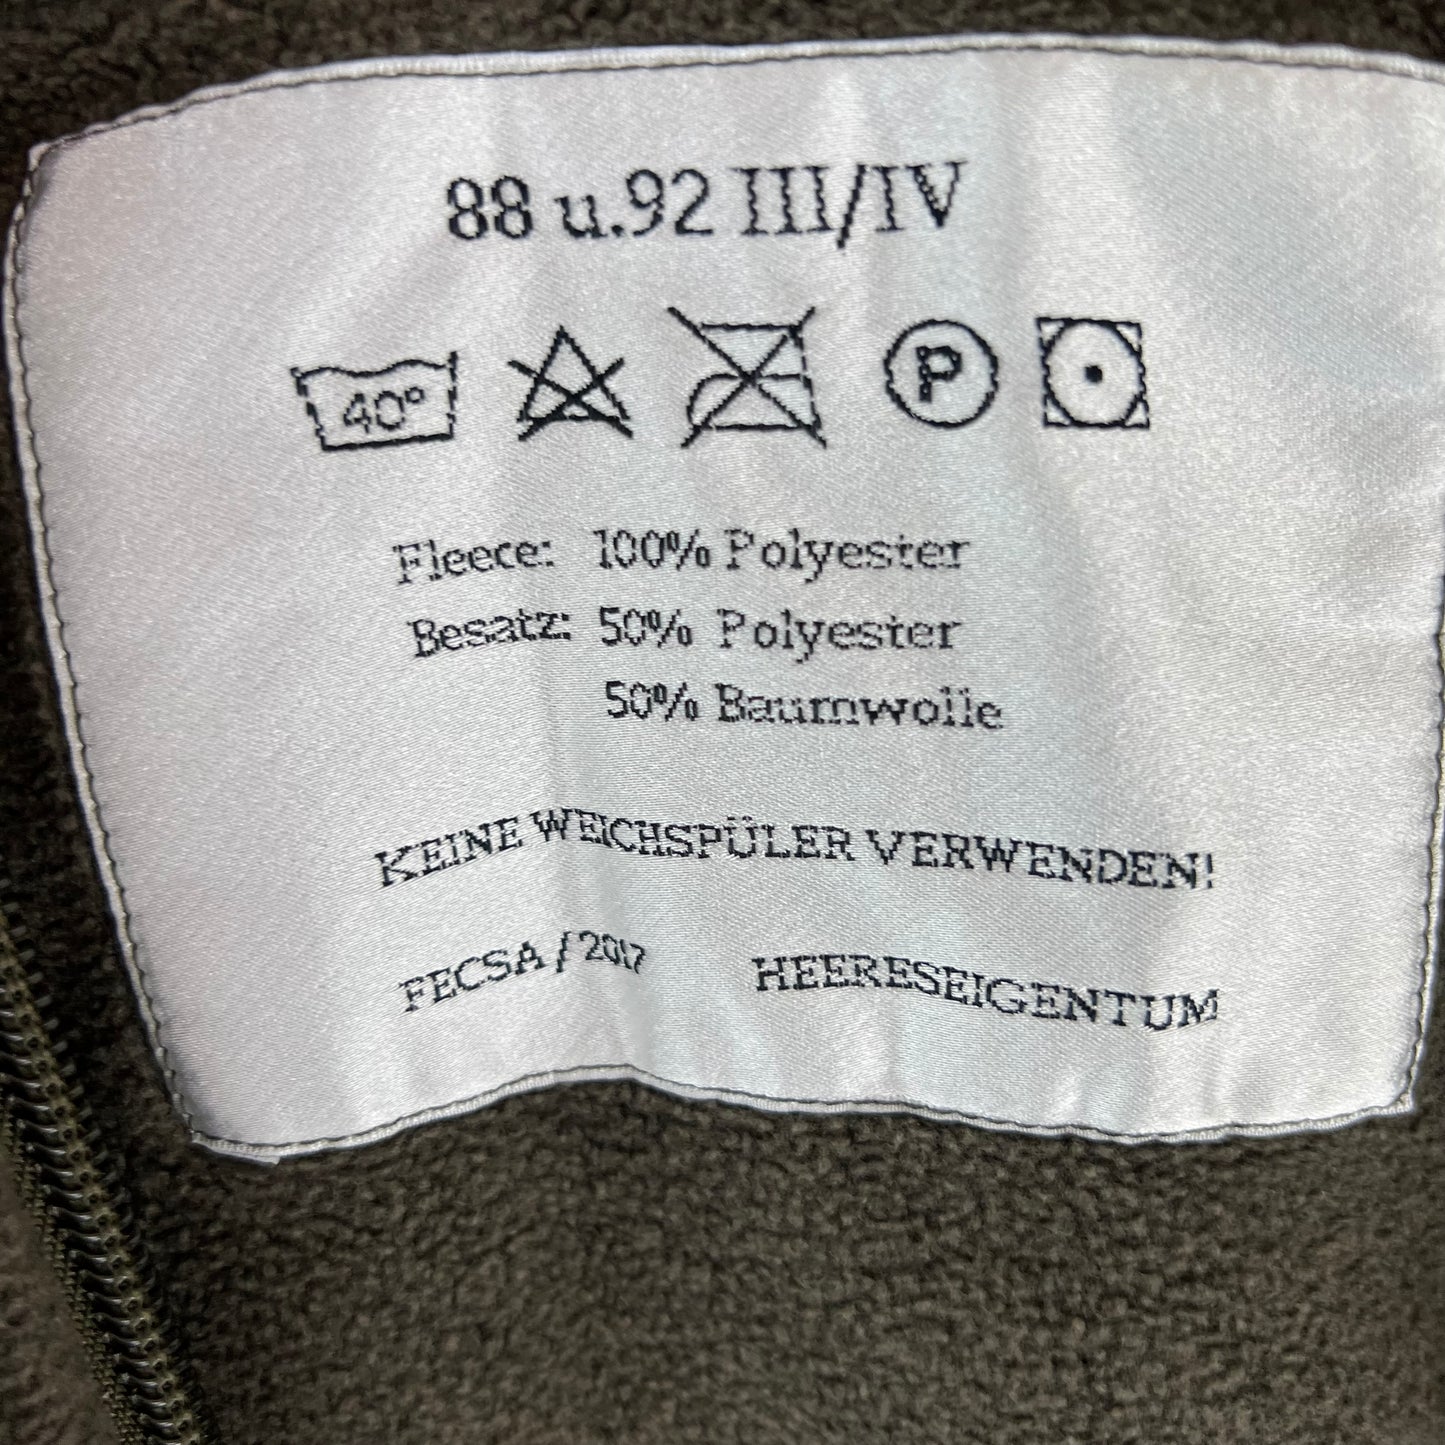 88 u.92 III/IV
40°
P
Fleece: 100% Polyester
Besatz: 50% Polyester
50% Baumwolle
KEINE WEICHSPÜLER VERWENDEN!
FECSA / 2017 HEERESEIGENTUM